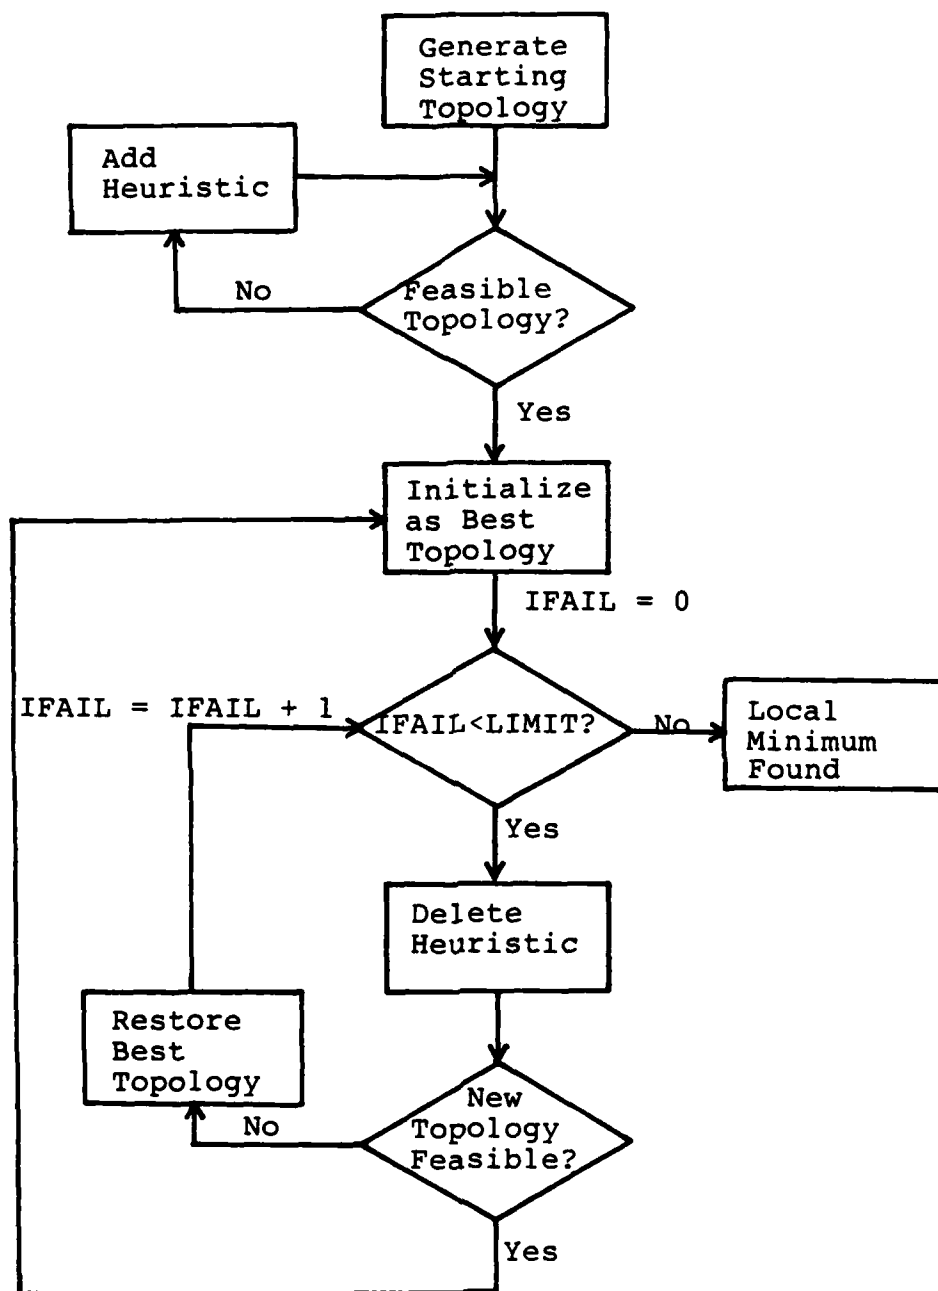 Generate
Starting
Topology
Add
Heuristic
No
Feasible
Topology?
Yes
Initialize
as Best
Topology
IFAIL = 0
IFAIL = IFAIL + 1
IFAIL<LIMIT?
No
Local
Minimum
Found
Yes
Delete
Heuristic
Restore
Best
Topology
No
New
Topology
Feasible?
Yes